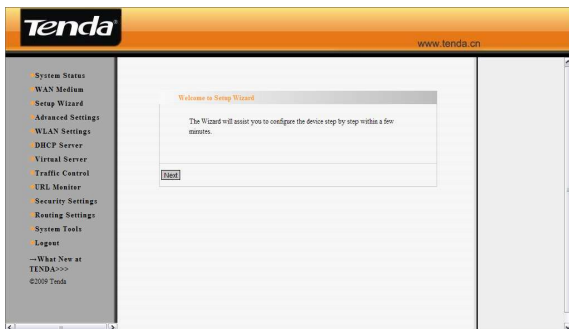 Tenda
www.tenda.cn
System Status
WAN Medium
Setup Wizard
Advanced Settings
WLAN Settings
DHCP Server
Virtual Server
Traffic Control
URL Monitor
Security Settings
Routing Settings
System Tools
Logout
→What New at
TENDA>>>
©2009 Tenda
Welcome to Setup Wizard
The Wizard will assist you to configure the device step by step within a few
minutes.
Next